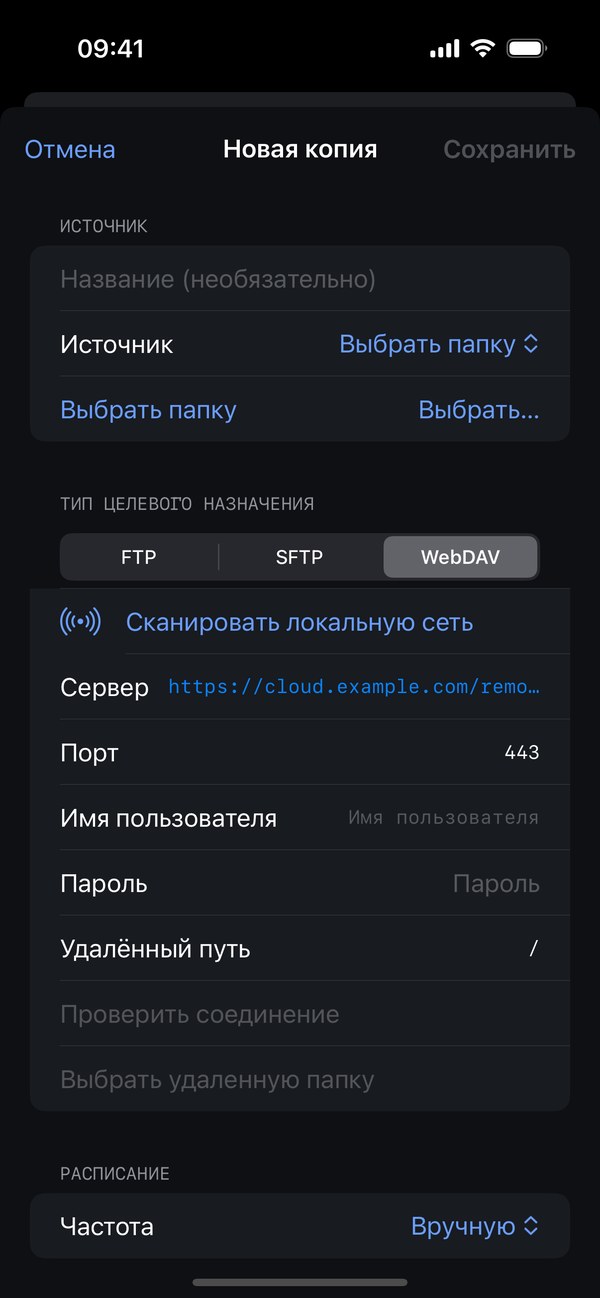 09:41
Отмена Новая копия Сохранить
ИСТОЧНИК
Название (необязательно)
Источник Выбрать папку
Выбрать папку Выбрать...
ТИП ЦЕЛЕВОГО НАЗНАЧЕНИЯ
FTP SFTP WebDAV
Сканировать локальную сеть
Сервер https://cloud.example.com/remo…
Порт 443
Имя пользователя Имя пользователя
Пароль Пароль
Удалённый путь /
Проверить соединение
Выбрать удаленную папку
РАСПИСАНИЕ
Частота Вручную